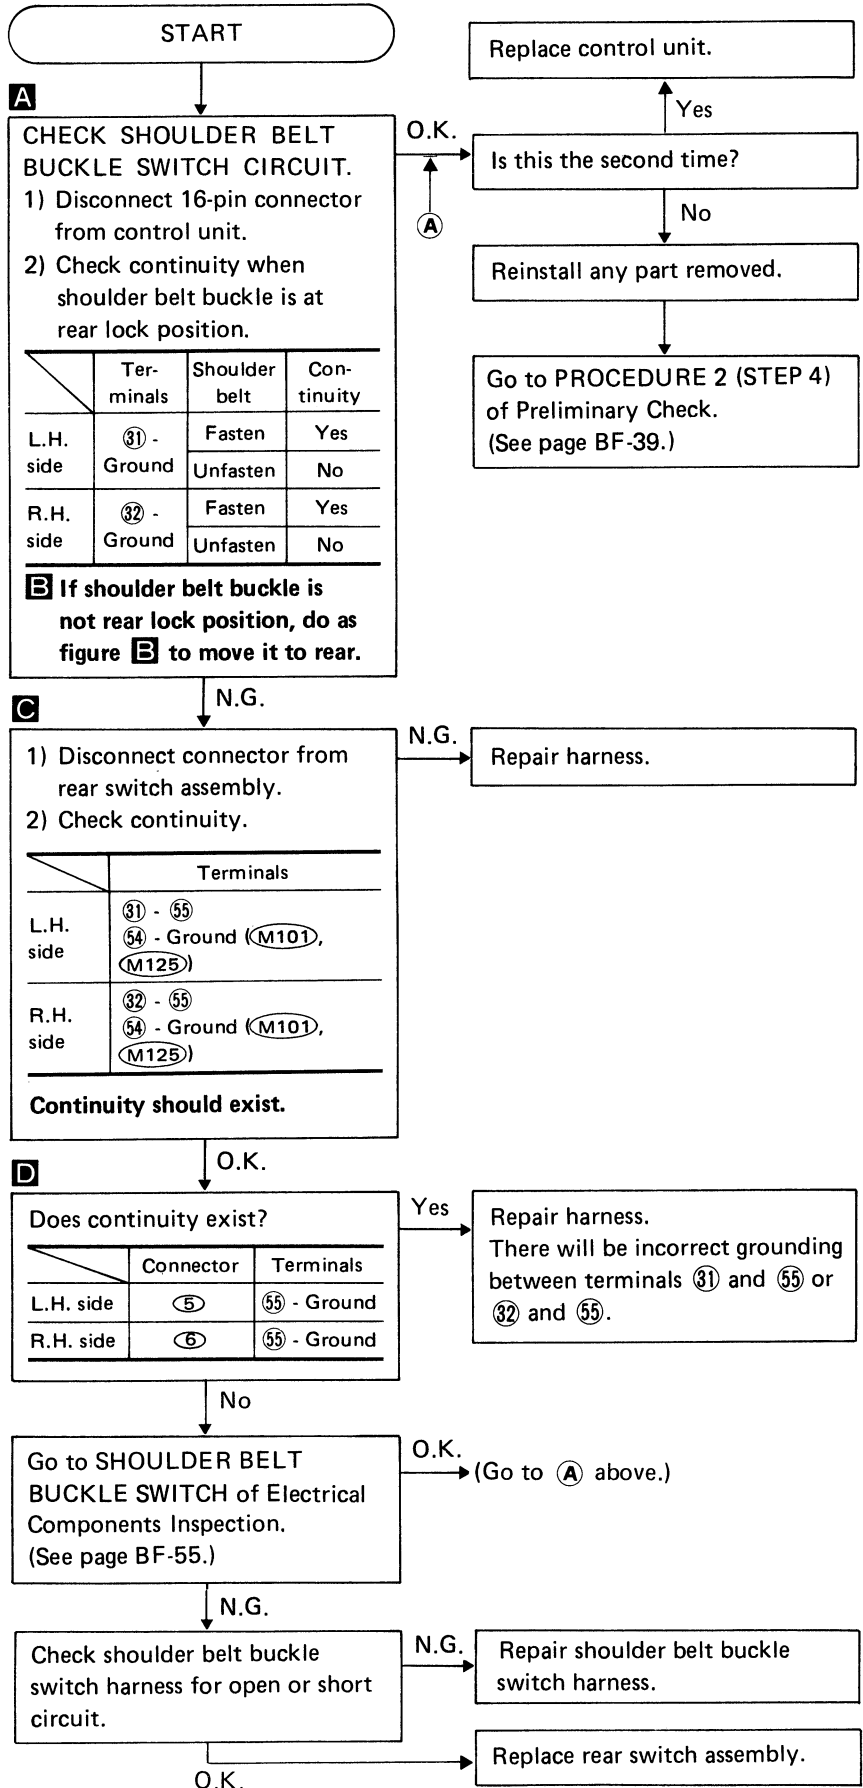 START
A
CHECK SHOULDER BELT
BUCKLE SWITCH CIRCUIT.
1) Disconnect 16-pin connector
from control unit.
2) Check continuity when
shoulder belt buckle is at
rear lock position.
Ter-
minals
Shoulder
belt
Con-
tinuity
L.H.
side
31 -
Ground
Fasten
Yes
Unfasten
No
R.H.
side
32 -
Ground
Fasten
Yes
Unfasten
No
B If shoulder belt buckle is
not rear lock position, do as
figure B to move it to rear.
O.K.
A
Replace control unit.
Yes
Is this the second time?
No
Reinstall any part removed.
Go to PROCEDURE 2 (STEP 4)
of Preliminary Check.
(See page BF-39.)
N.G.
C
1) Disconnect connector from
rear switch assembly.
2) Check continuity.
Terminals
L.H.
side
31 - 55
54 - Ground (M101,
M125)
R.H.
side
32 - 55
54 - Ground (M101,
M125)
Continuity should exist.
N.G.
Repair harness.
O.K.
D
Does continuity exist?
Connector Terminals
L.H. side 5 55 - Ground
R.H. side 6 55 - Ground
Yes
Repair harness.
There will be incorrect grounding
between terminals 31 and 55 or
32 and 55.
No
Go to SHOULDER BELT
BUCKLE SWITCH of Electrical
Components Inspection.
(See page BF-55.)
O.K.
(Go to A above.)
N.G.
Check shoulder belt buckle
switch harness for open or short
circuit.
N.G.
Repair shoulder belt buckle
switch harness.
O.K.
Replace rear switch assembly.